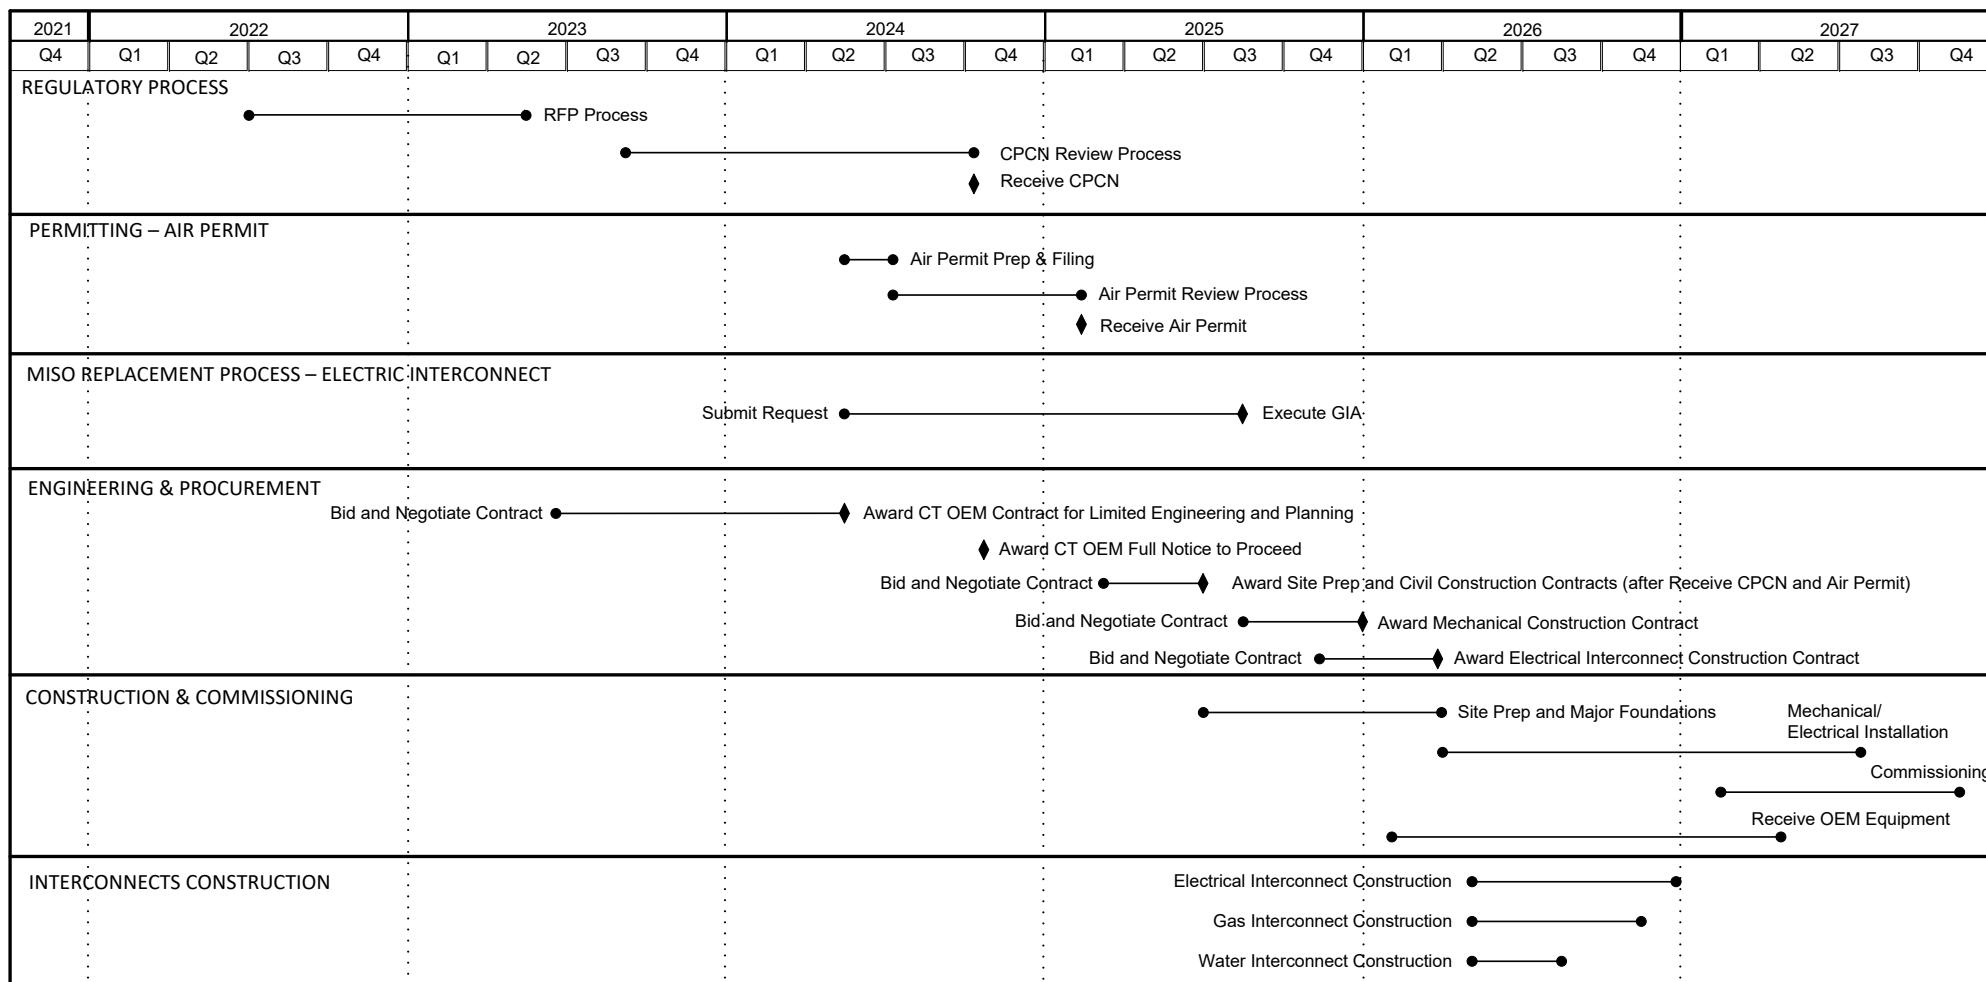 2021 2022 2023 2024 2025 2026 2027
Q4 Q1 Q2 Q3 Q4 Q1 Q2 Q3 Q4 Q1 Q2 Q3 Q4 Q1 Q2 Q3 Q4 Q1 Q2 Q3 Q4 Q1 Q2 Q3 Q4
REGULATORY PROCESS
RFP Process
CPCN Review Process
Receive CPCN
PERMITTING – AIR PERMIT
Air Permit Prep & Filing
Air Permit Review Process
Receive Air Permit
MISO REPLACEMENT PROCESS – ELECTRIC INTERCONNECT
Submit Request Execute GIA
ENGINEERING & PROCUREMENT
Bid and Negotiate Contract Award CT OEM Contract for Limited Engineering and Planning
Award CT OEM Full Notice to Proceed
Bid and Negotiate Contract Award Site Prep and Civil Construction Contracts (after Receive CPCN and Air Permit)
Bid and Negotiate Contract Award Mechanical Construction Contract
Bid and Negotiate Contract Award Electrical Interconnect Construction Contract
CONSTRUCTION & COMMISSIONING
Site Prep and Major Foundations
Mechanical/
Electrical Installation
Commissioning
Receive OEM Equipment
INTERCONNECTS CONSTRUCTION
Electrical Interconnect Construction
Gas Interconnect Construction
Water Interconnect Construction